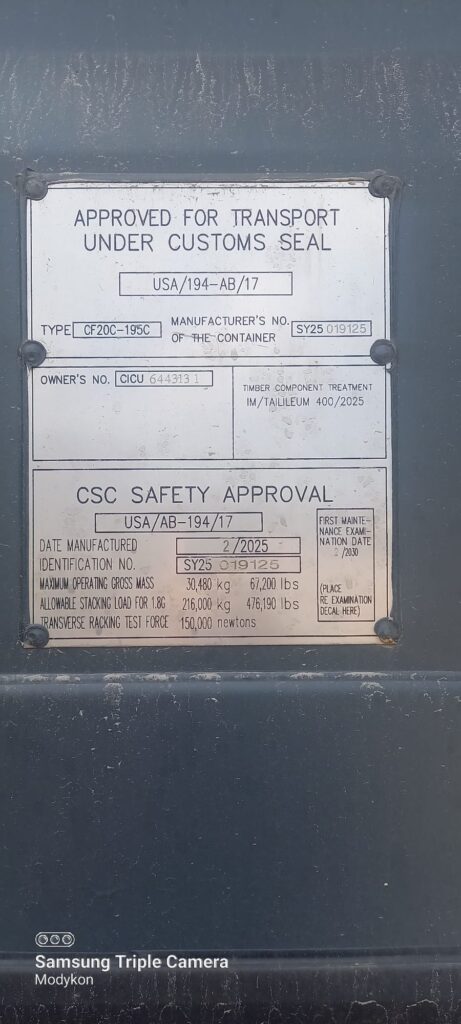 APPROVED FOR TRANSPORT
UNDER CUSTOMS SEAL
USA/194-AB/17
TYPE CF20C-195C MANUFACTURER'S NO. OF THE CONTAINER SY25 019125
OWNER'S NO. CICU 644313 1
TIMBER COMPONENT TREATMENT
IM/TAILILEUM 400/2025
CSC SAFETY APPROVAL
USA/AB-194/17
DATE MANUFACTURED 2/2025
IDENTIFICATION NO. SY25 019125
MAXIMUM OPERATING GROSS MASS 30,480 kg 67,200 lbs
ALLOWABLE STACKING LOAD FOR 1.8G 216,000 kg 476,190 lbs
TRANSVERSE RACKING TEST FORCE 150,000 newtons
FIRST MAINTE-
NANCE EXAMI-
NATION DATE
/2030
(PLACE
RE EXAMINATION
DECAL HERE)
Samsung Triple Camera
Modykon